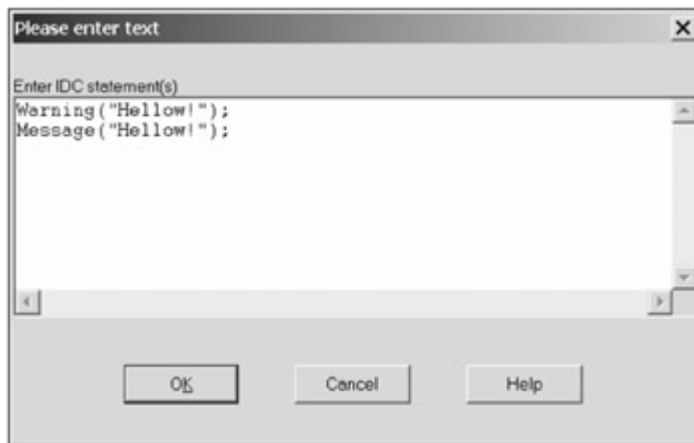 Please enter text
Enter IDC statement(s)
Warning("Hellow!");
Message("Hellow!");
OK
Cancel
Help